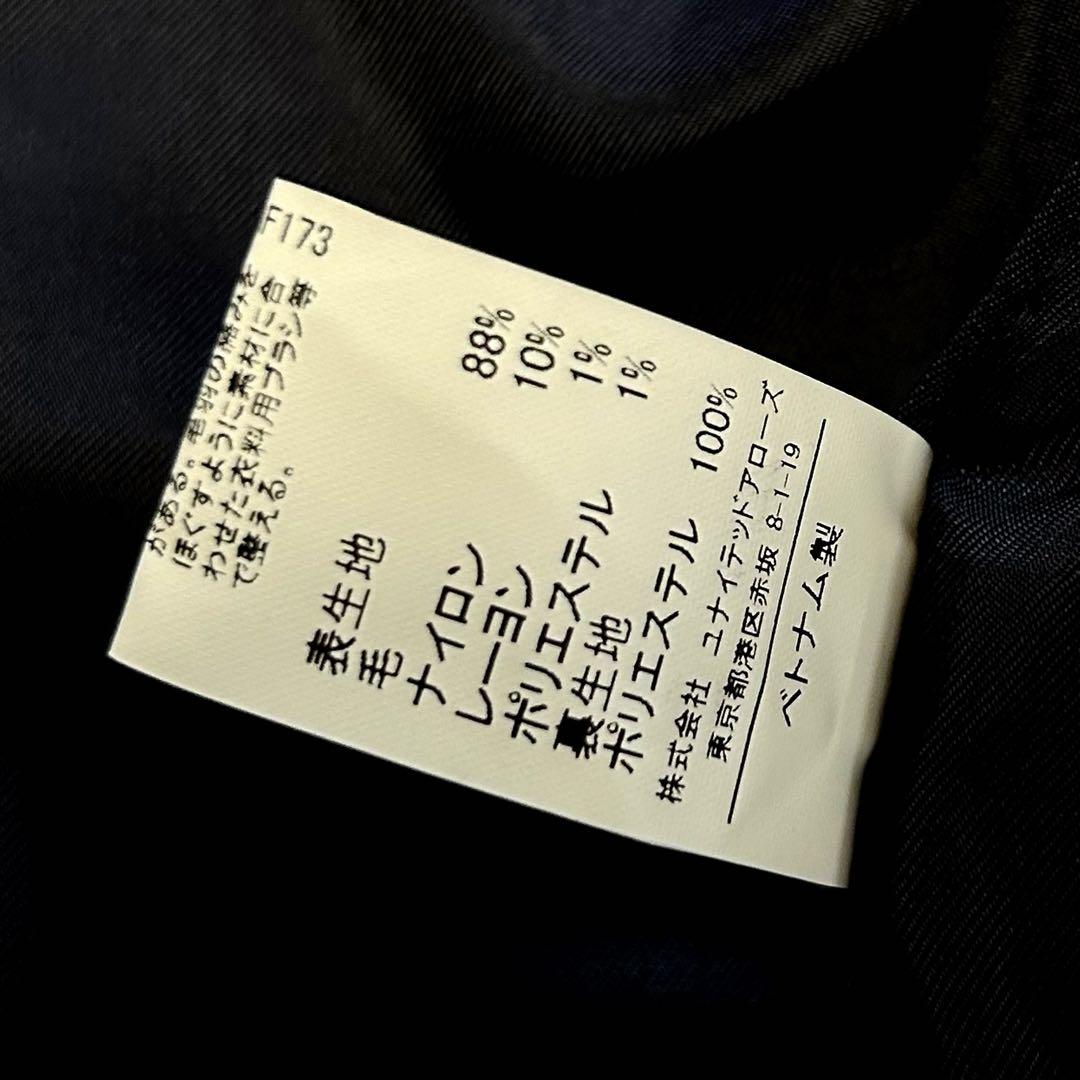 F173
がある。毛羽の絡みを
ほぐすように素材に合
わせた衣料用ブラシ等
で整える。
表生地
毛 88%
ナイロン 10%
レーヨン 1%
ポリエステル 1%
裏生地
ポリエステル 100%
株式会社 ユナイテッドアローズ
東京都港区赤坂 8-1-19
ベトナム製